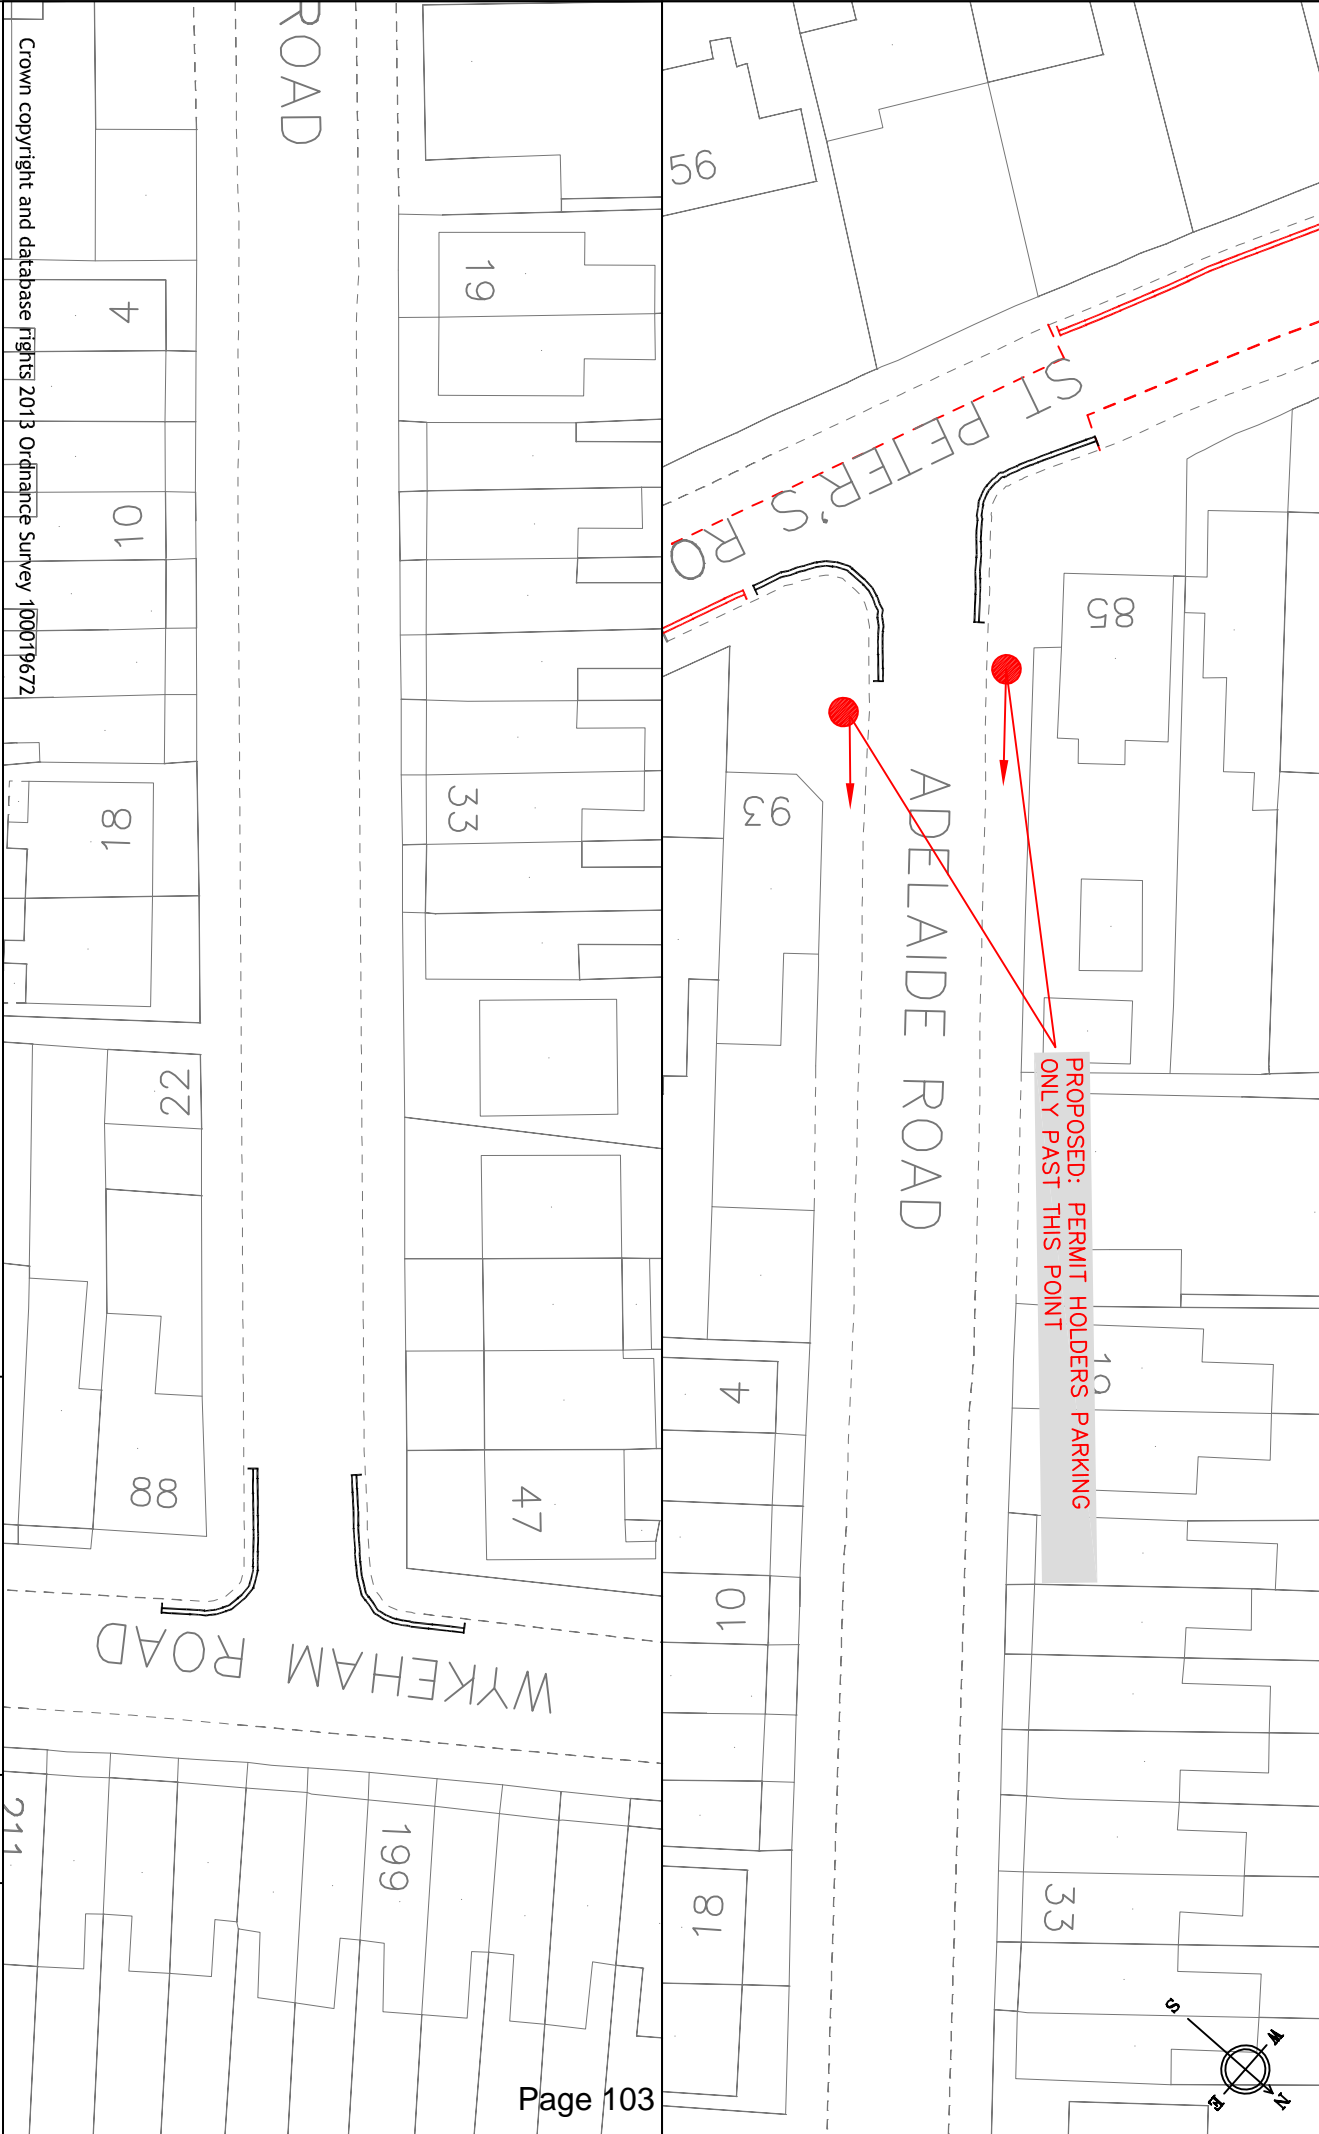 ROAD
19
4
10
33
18
22
88
47
WYKEHAM ROAD
211
199
Crown copyright and database rights 2013 Ordnance Survey 100019672
Page 103
56
ST PETER'S RO
85
93
ADELAIDE ROAD
PROPOSED: PERMIT HOLDERS PARKING
ONLY PAST THIS POINT
19
4
10
18
33
S
W
E
N